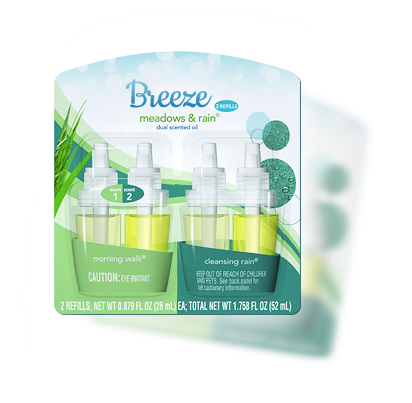 Breeze
2 REFILLS
meadows & rain®
dual scented oil
scent 1
scent 2
morning walk®
cleansing rain®
CAUTION: EYE IRRITANT.
KEEP OUT OF REACH OF CHILDREN
AND PETS. See back panel for
full cautionary information.
2 REFILLS, NET WT 0.879 FL OZ (26 mL) EA; TOTAL NET WT 1.758 FL OZ (52 mL)